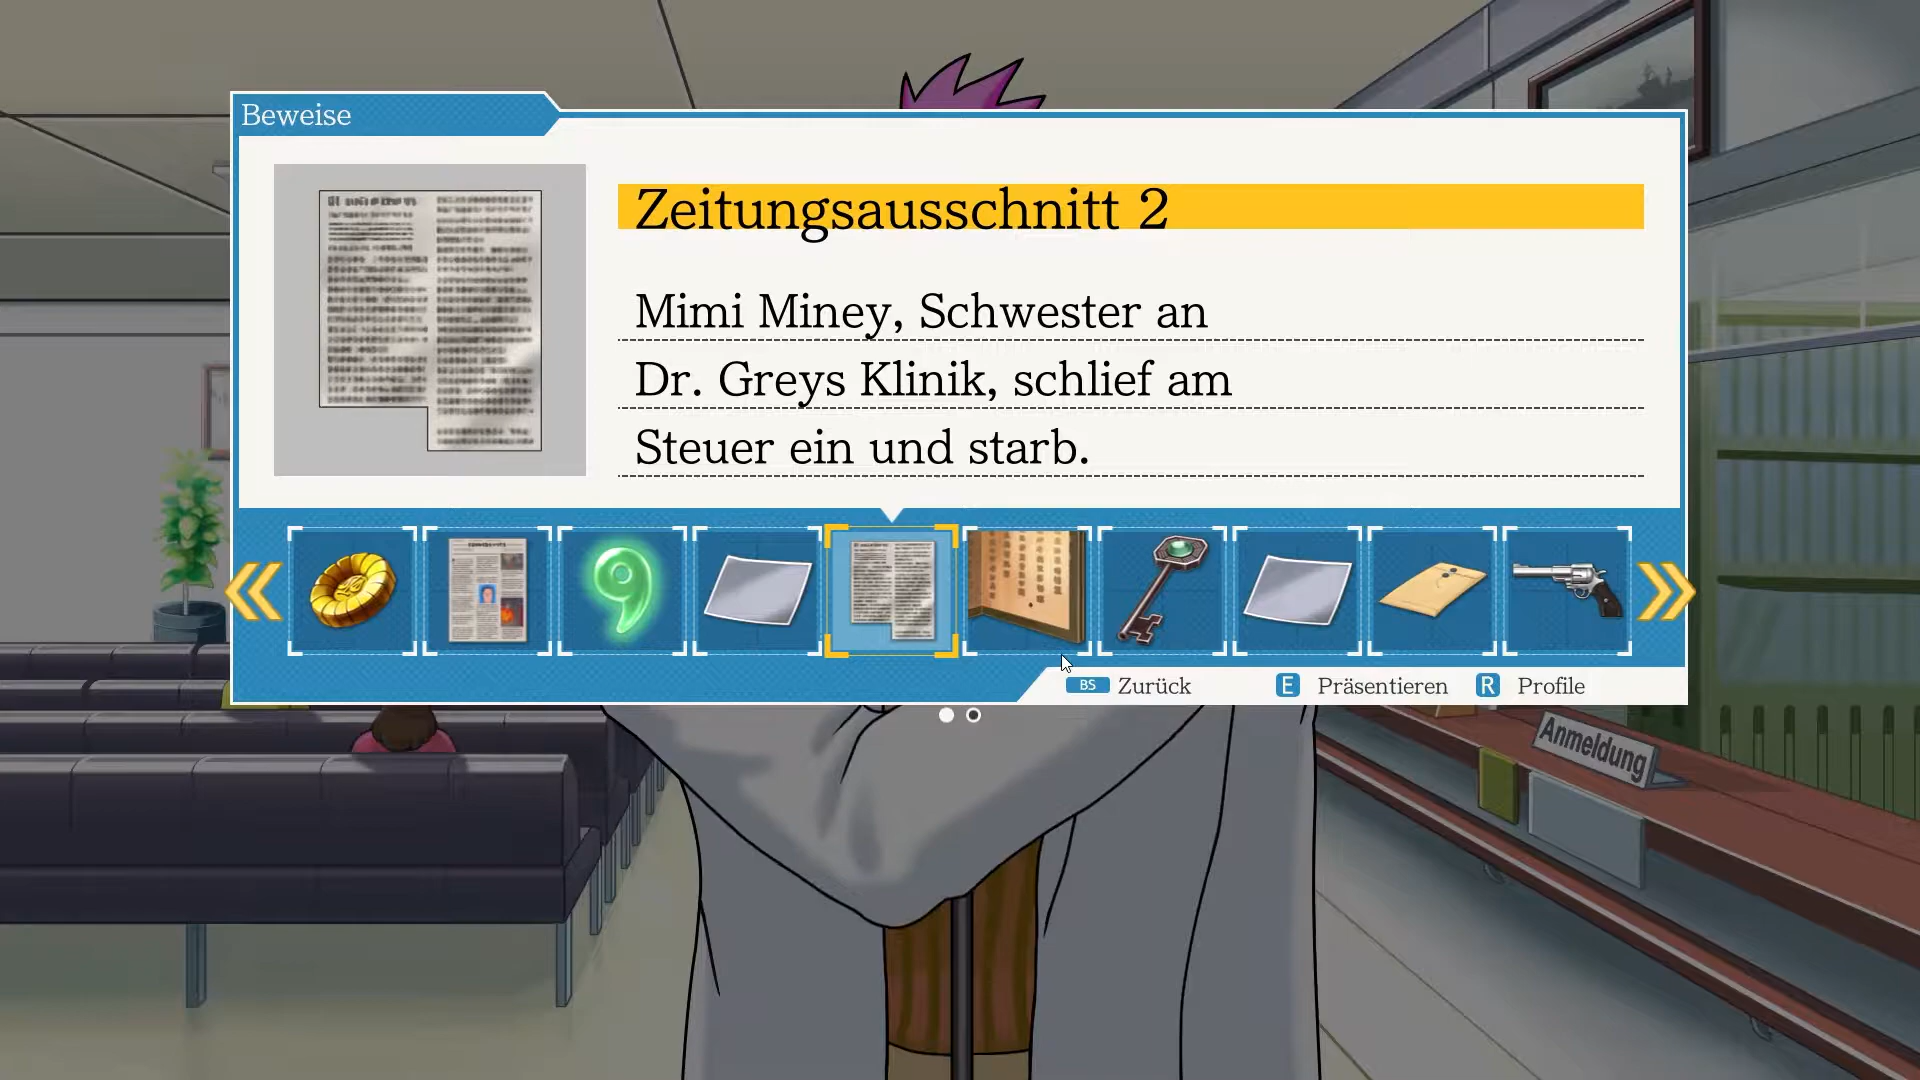 Beweise
Zeitungsausschnitt 2
Mimi Miney, Schwester an
Dr. Greys Klinik, schlief am
Steuer ein und starb.
BS Zurück
E Präsentieren
R Profile
Anmeldung